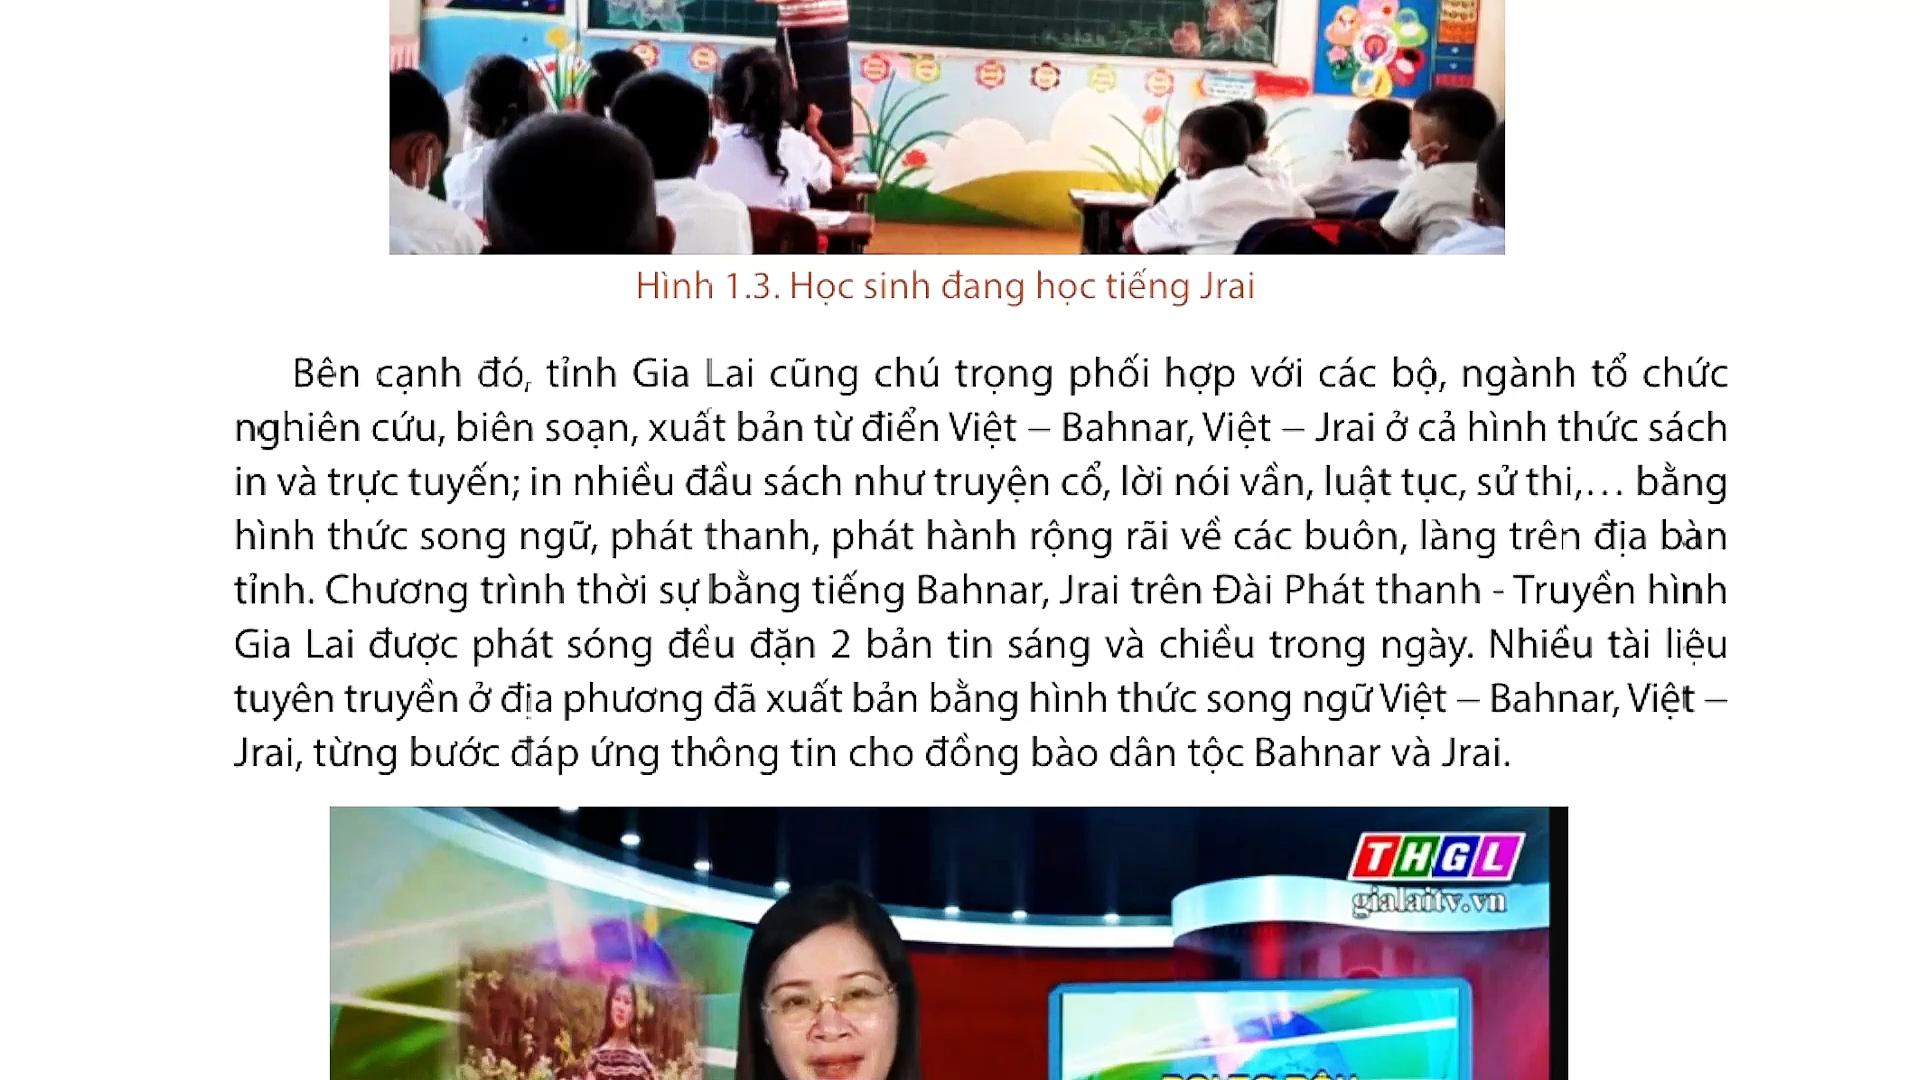 Hình 1.3. Học sinh đang học tiếng Jrai
Bên cạnh đó, tỉnh Gia Lai cũng chú trọng phối hợp với các bộ, ngành tổ chức
nghiên cứu, biên soạn, xuất bản từ điển Việt – Bahnar, Việt – Jrai ở cả hình thức sách
in và trực tuyến; in nhiều đầu sách như truyện cổ, lời nói vần, luật tục, sử thi,… bằng
hình thức song ngữ, phát thanh, phát hành rộng rãi về các buôn, làng trên địa bàn
tỉnh. Chương trình thời sự bằng tiếng Bahnar, Jrai trên Đài Phát thanh - Truyền hình
Gia Lai được phát sóng đều đặn 2 bản tin sáng và chiều trong ngày. Nhiều tài liệu
tuyên truyền ở địa phương đã xuất bản bằng hình thức song ngữ Việt – Bahnar, Việt –
Jrai, từng bước đáp ứng thông tin cho đồng bào dân tộc Bahnar và Jrai.
THGL
gialaitv.vn